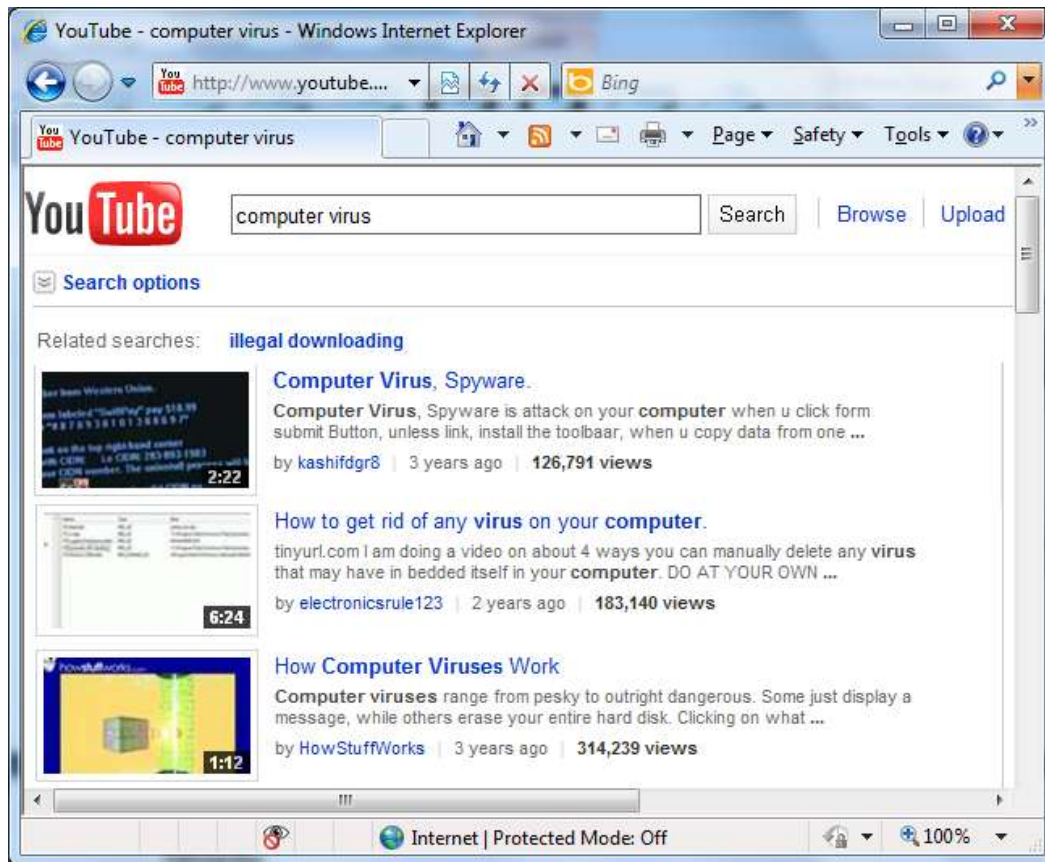 YouTube - computer virus - Windows Internet Explorer
You Tube http://www.youtube.... Bing
You Tube YouTube - computer virus Page Safety Tools »
You Tube computer virus Search Browse Upload
Search options
Related searches: illegal downloading
Computer Virus, Spyware.
Computer Virus, Spyware is attack on your computer when u click form
submit Button, unless link, install the toolbaar, when u copy data from one ...
by kashifdgr8 3 years ago 126,791 views
2:22
How to get rid of any virus on your computer.
tinyurl.com I am doing a video on about 4 ways you can manually delete any virus
that may have in bedded itself in your computer. DO AT YOUR OWN ...
by electronicsrule123 2 years ago 183,140 views
6:24
howstuffworks.com
How Computer Viruses Work
Computer viruses range from pesky to outright dangerous. Some just display a
message, while others erase your entire hard disk. Clicking on what ...
by HowStuffWorks 3 years ago 314,239 views
1:12
Internet | Protected Mode: Off 100%